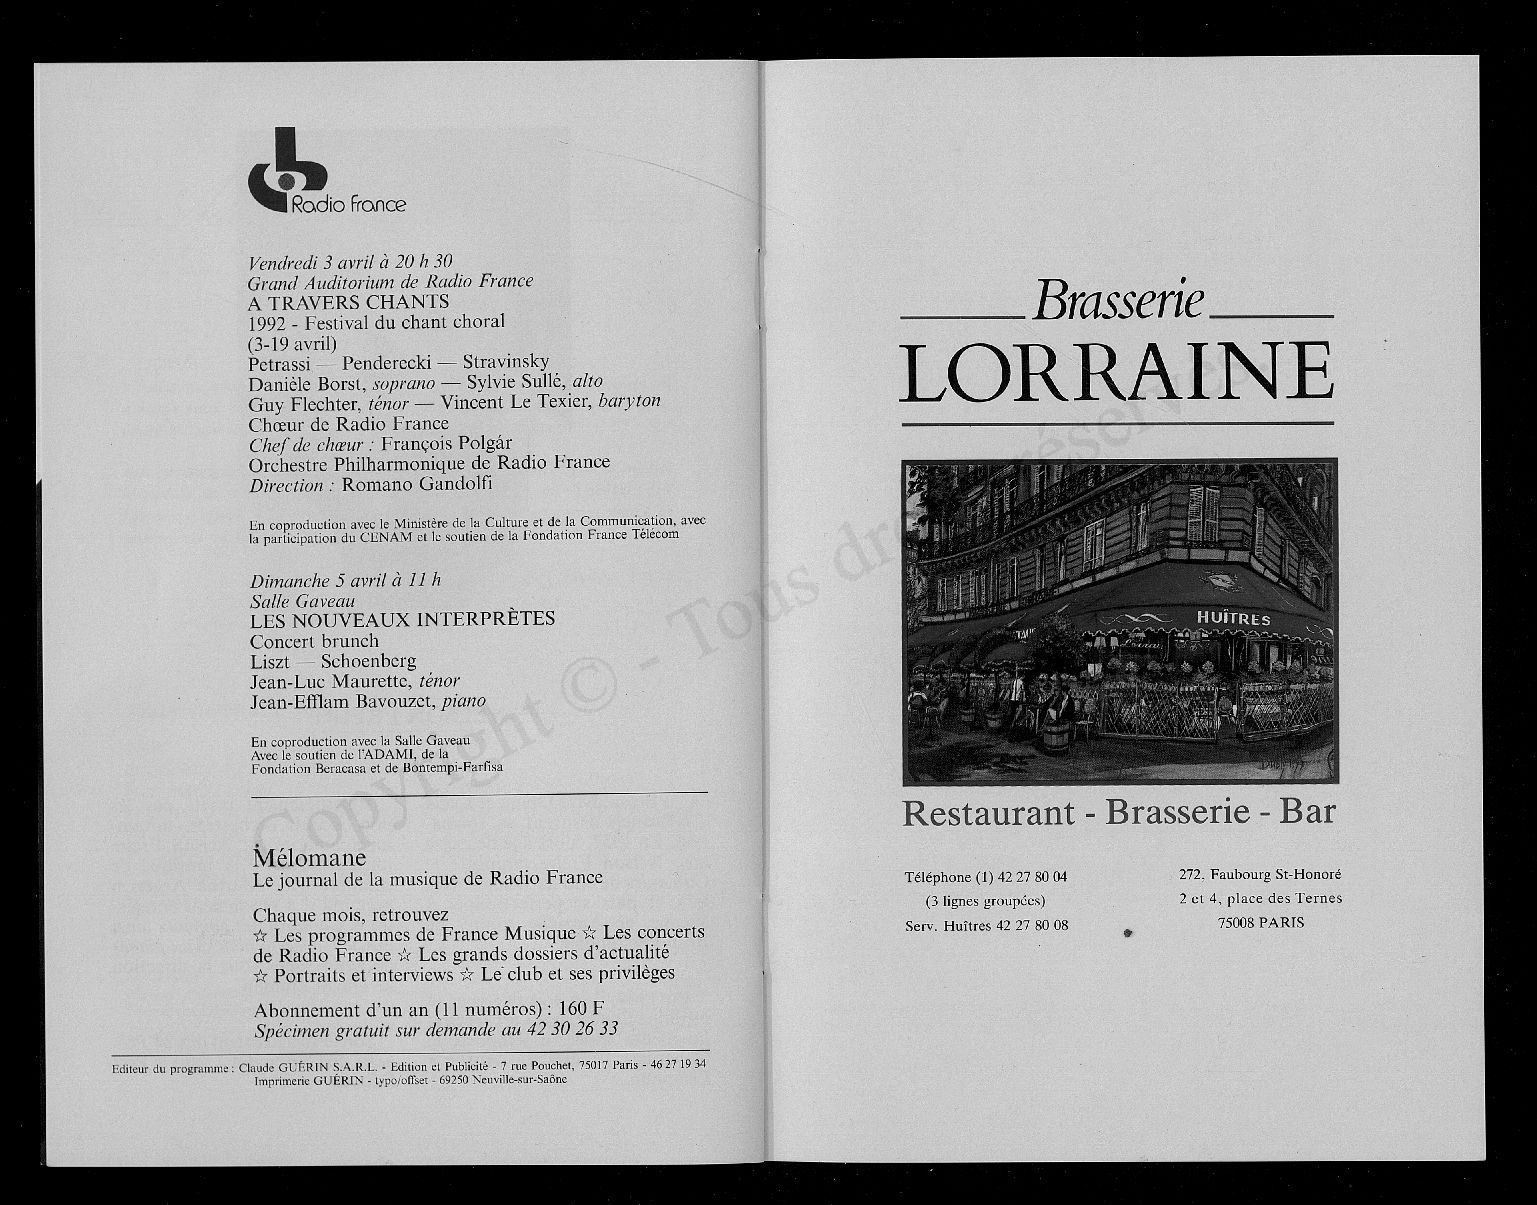 Radio France
Vendredi 3 avril à 20 h 30
Grand Auditorium de Radio France
A TRAVERS CHANTS
1992 - Festival du chant choral
(3-19 avril)
Petrassi — Penderecki — Stravinsky
Danièle Borst, soprano — Sylvie Sullé, alto
Guy Flechter, ténor — Vincent Le Texier, baryton
Chœur de Radio France
Chef de chœur : François Polgár
Orchestre Philharmonique de Radio France
Direction : Romano Gandolfi
En coproduction avec le Ministère de la Culture et de la Communication, avec
la participation du CENAM et le soutien de la Fondation France Télécom
Dimanche 5 avril à 11 h
Salle Gaveau
LES NOUVEAUX INTERPRÈTES
Concert brunch
Liszt — Schoenberg
Jean-Luc Maurette, ténor
Jean-Efflam Bavouzet, piano
En coproduction avec la Salle Gaveau
Avec le soutien de l'ADAMI, de la
Fondation Beracasa et de Bontempi-Farfisa
Mélomane
Le journal de la musique de Radio France
Chaque mois, retrouvez
☆ Les programmes de France Musique ☆ Les concerts
de Radio France ☆ Les grands dossiers d'actualité
☆ Portraits et interviews ☆ Le club et ses privilèges
Abonnement d'un an (11 numéros) : 160 F
Spécimen gratuit sur demande au 42 30 26 33
Editeur du programme : Claude GUÉRIN S.A.R.L. - Edition et Publicité - 7 rue Pouchet, 75017 Paris - 46 27 19 34
Imprimerie GUÉRIN - typo/offset - 69250 Neuville-sur-Saône
Brasserie
LORRAINE
HUÎTRES
Restaurant - Brasserie - Bar
Téléphone (1) 42 27 80 04
(3 lignes groupées)
Serv. Huîtres 42 27 80 08
272, Faubourg St-Honoré
2 et 4, place des Ternes
75008 PARIS
Copyright © - Tous droits réservés